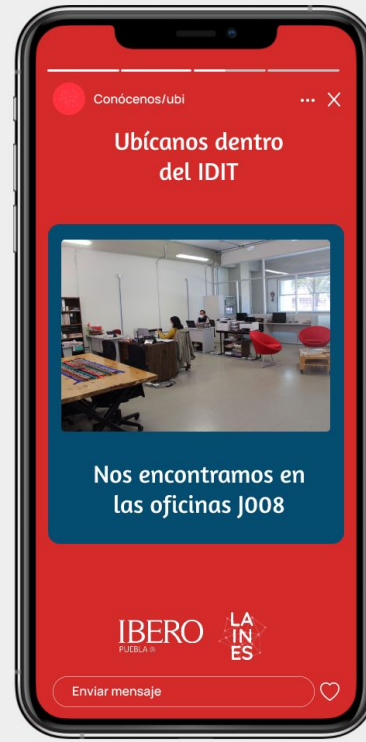 Conócenos/ubi
Ubícanos dentro
del IDIT
Nos encontramos en
las oficinas J008
IBERO
PUEBLA ®
LA
IN
ES
Enviar mensaje